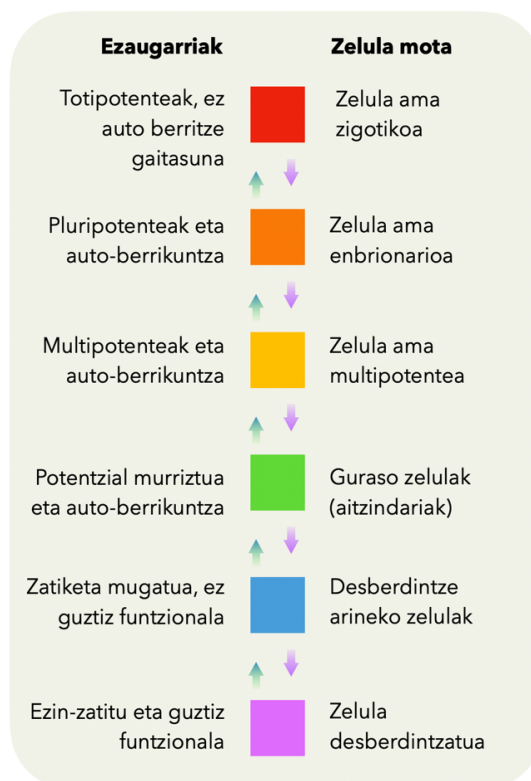 Ezaugarriak
Zelula mota
Totipotenteak, ez
auto berritze
gaitasuna
Zelula ama
zigotikoa
Pluripotenteak eta
auto-berrikuntza
Zelula ama
enbrionarioa
Multipotenteak eta
auto-berrikuntza
Zelula ama
multipotentea
Potentzial murriztua
eta auto-berrikuntza
Guraso zelulak
(aitzindariak)
Zatiketa mugatua, ez
guztiz funtzionala
Desberdintze
arineko zelulak
Ezin-zatitu eta guztiz
funtzionala
Zelula
desberdintzatua